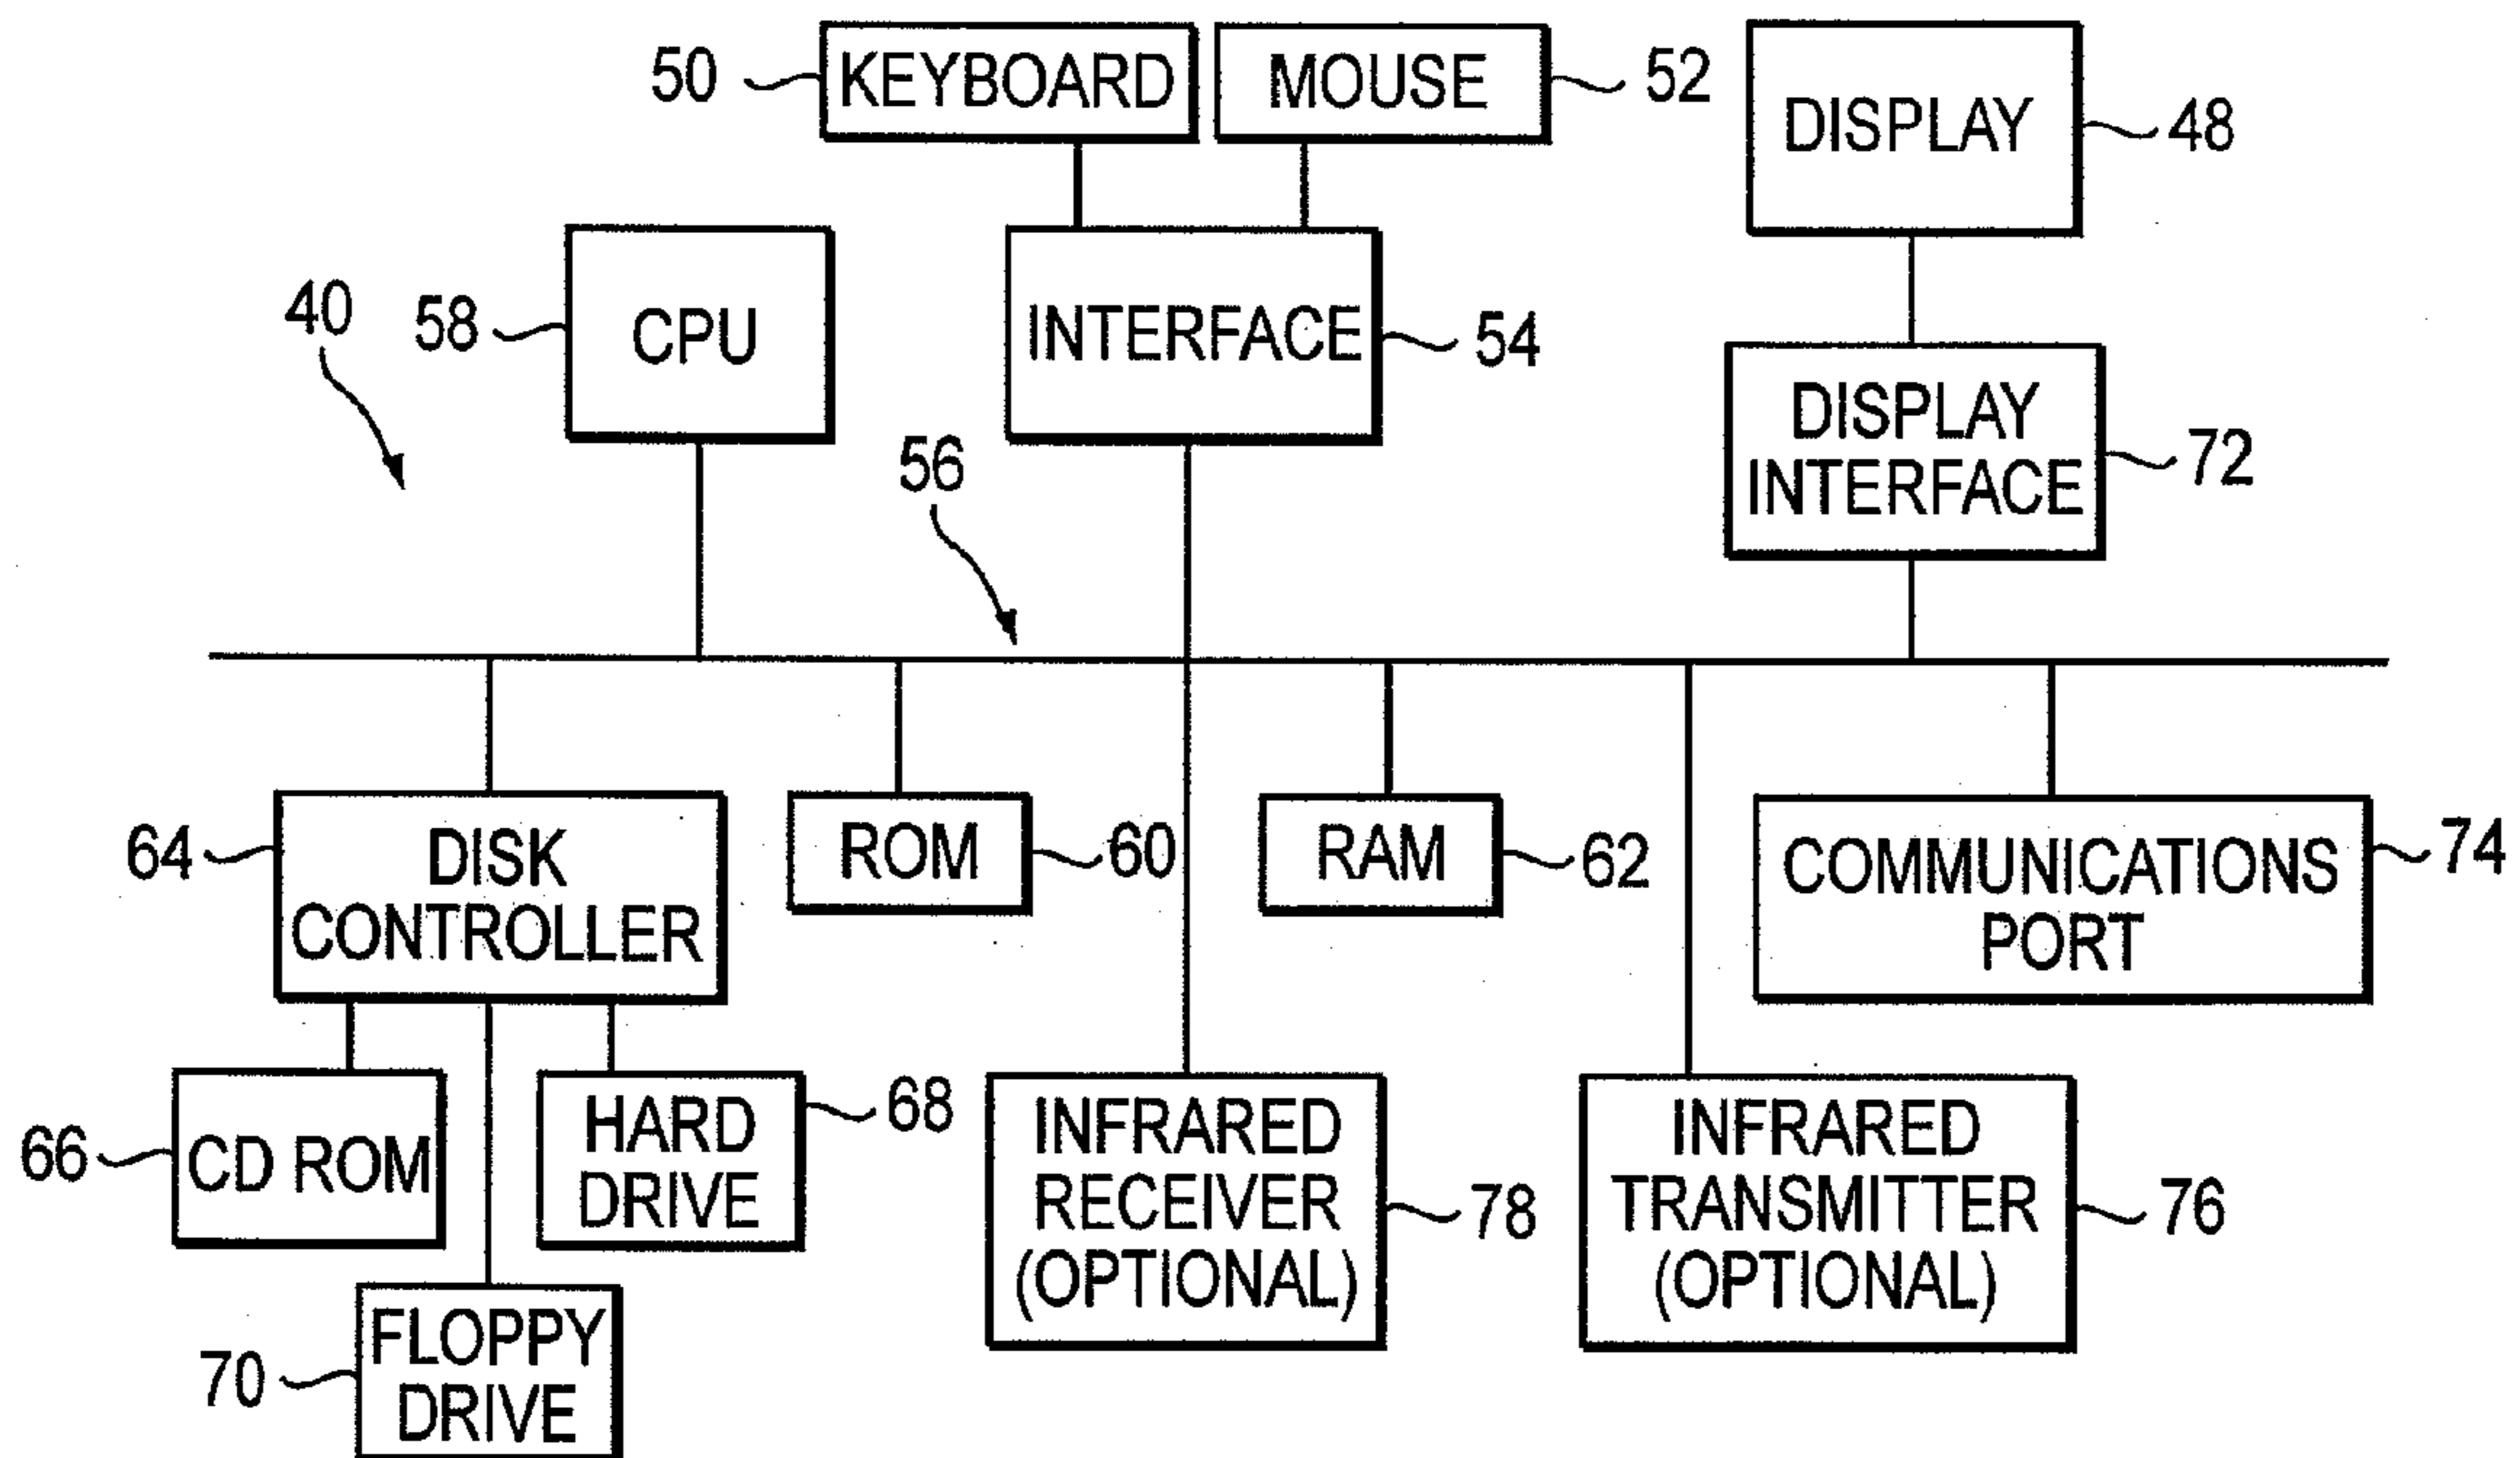 50
KEYBOARD
MOUSE
52
DISPLAY
48
40
58
CPU
INTERFACE
54
DISPLAY
INTERFACE
72
56
64
DISK
CONTROLLER
ROM
60
RAM
62
COMMUNICATIONS
PORT
74
66
CD ROM
HARD
DRIVE
68
INFRARED
RECEIVER
(OPTIONAL)
78
INFRARED
TRANSMITTER
(OPTIONAL)
76
70
FLOPPY
DRIVE